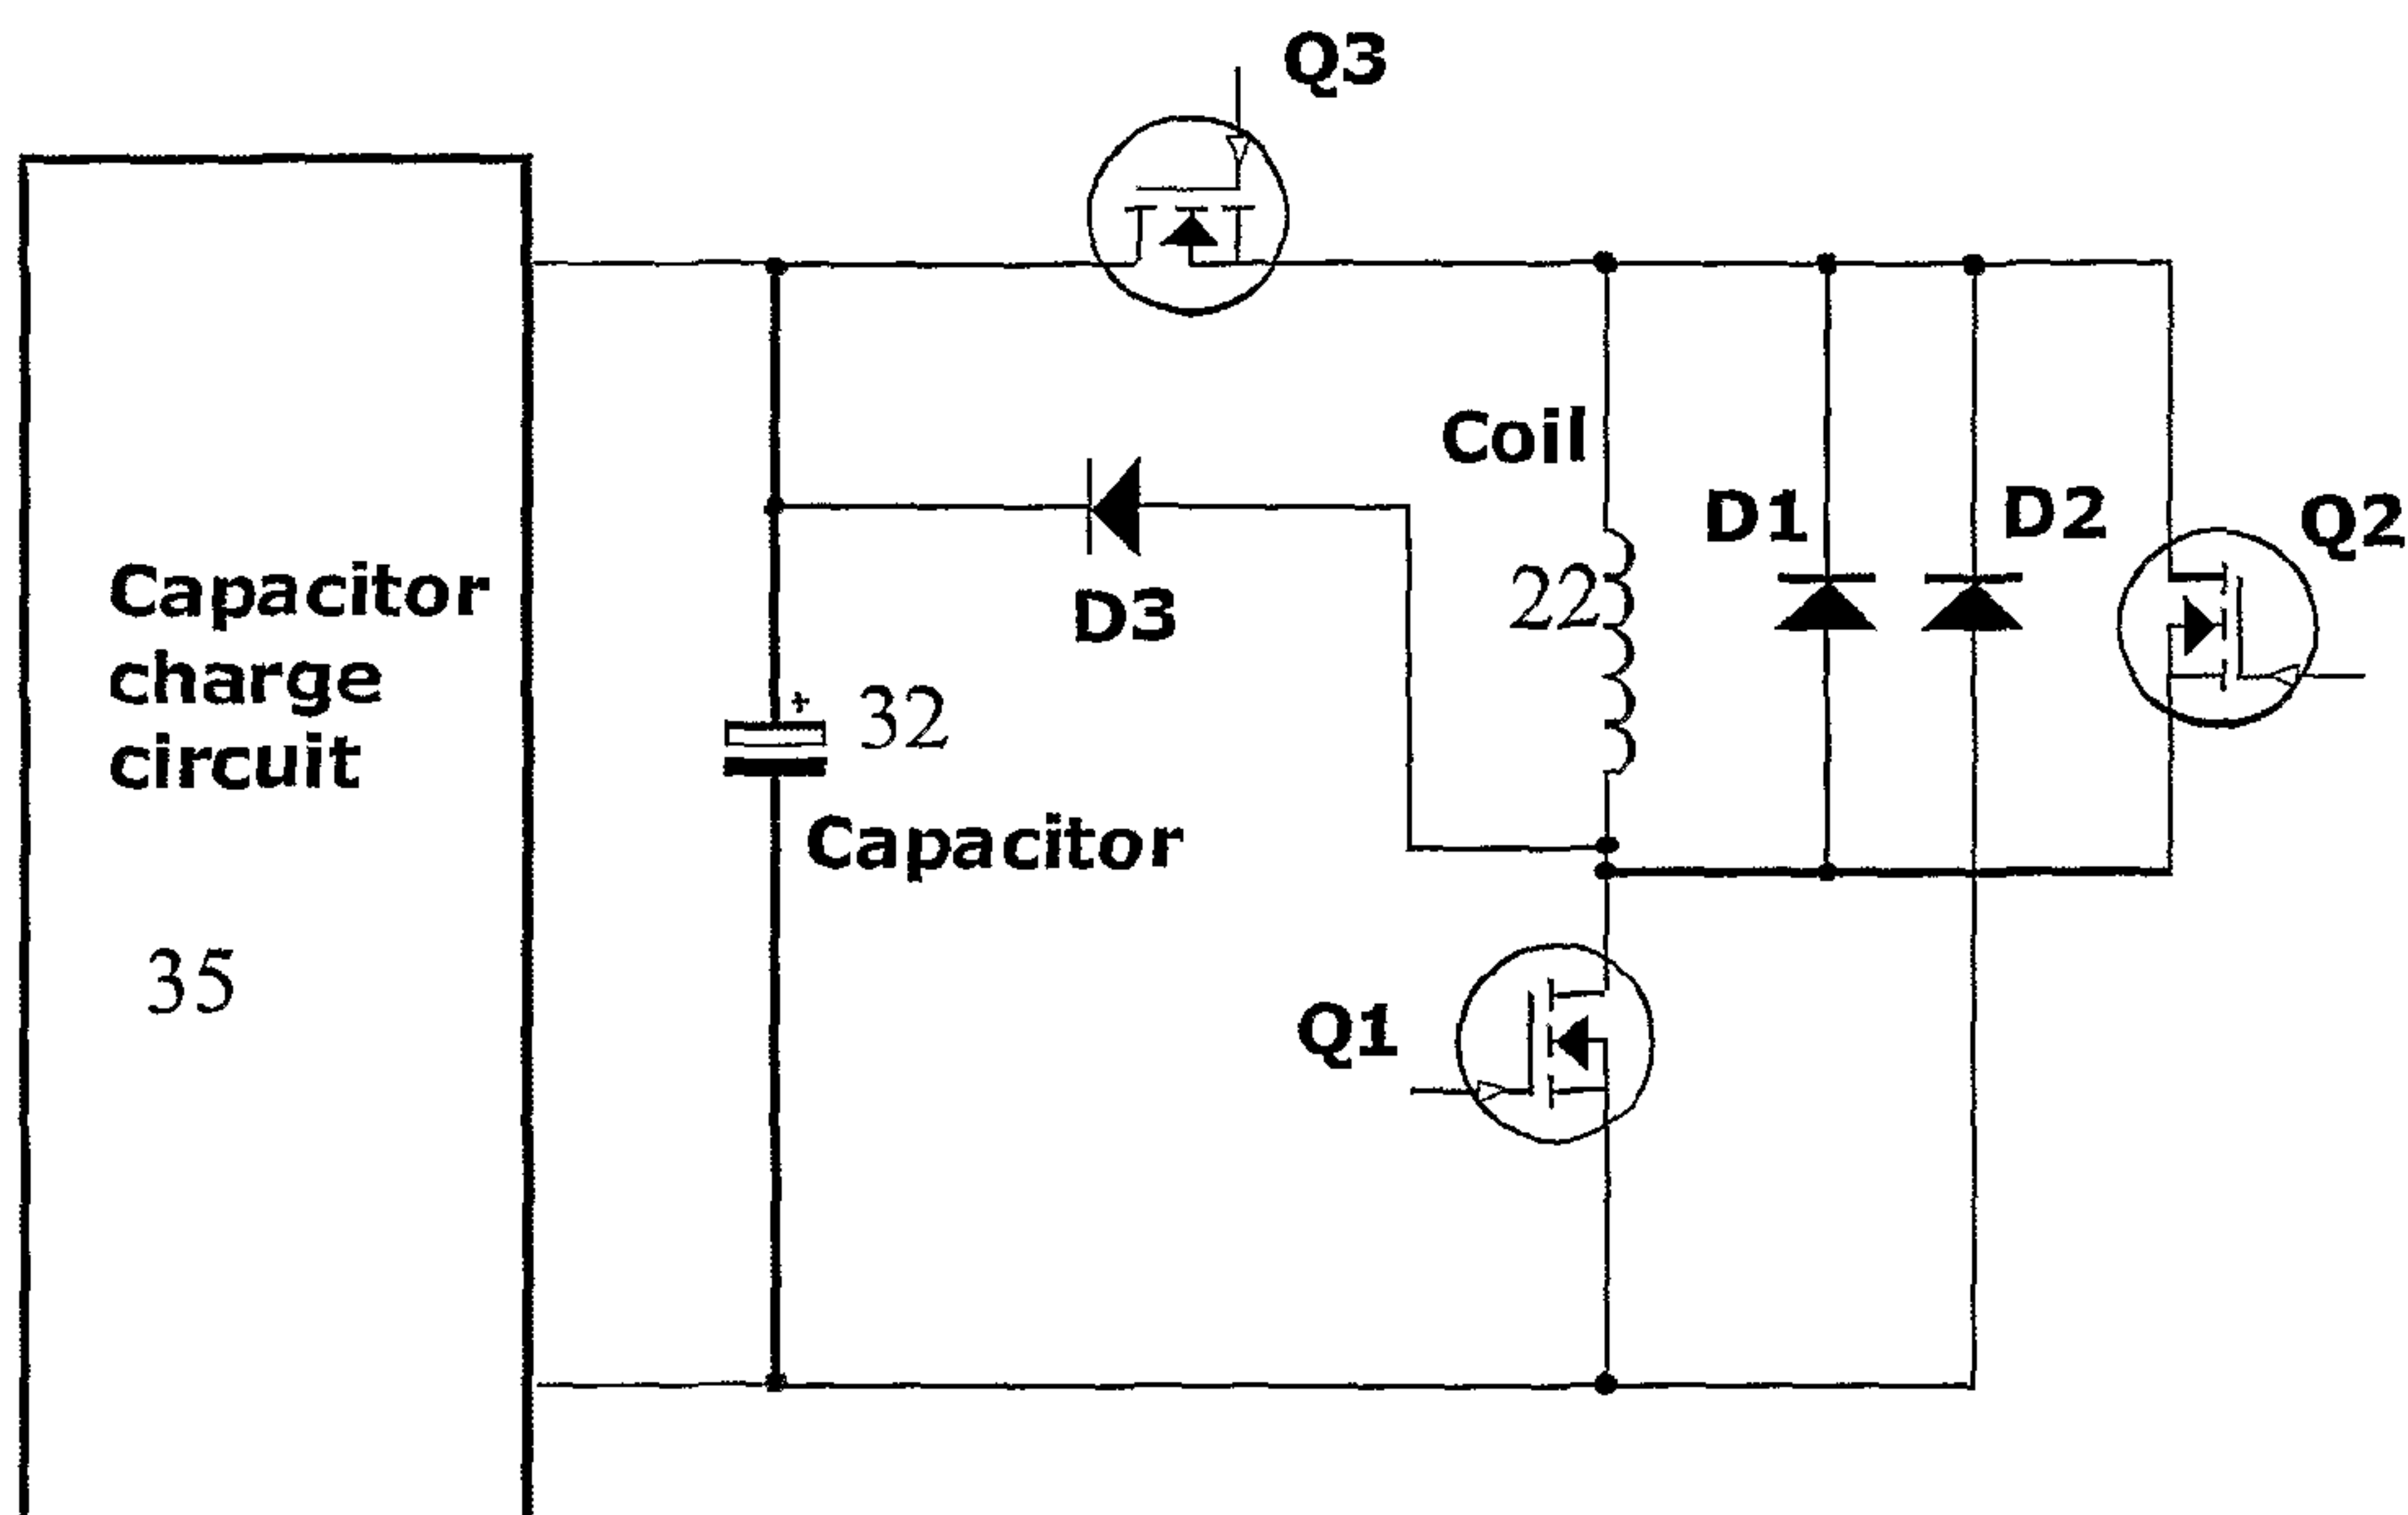 Q3
Coil
D1
D2
Q2
22
D3
Capacitor
charge
circuit
35
+
32
Capacitor
Q1